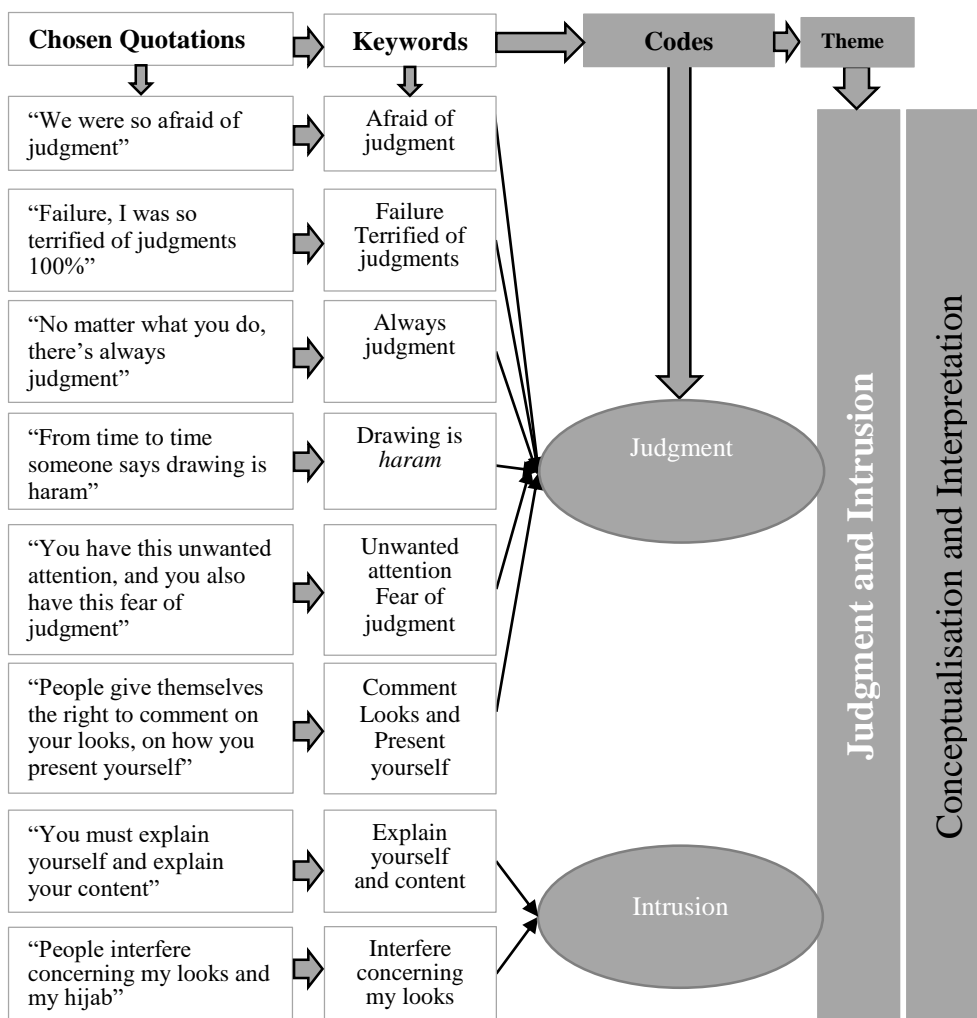 Chosen Quotations
Keywords
Codes
Theme
“We were so afraid of
judgment”
Afraid of
judgment
“Failure, I was so
terrified of judgments
100%”
Failure
Terrified of
judgments
“No matter what you do,
there’s always
judgment”
Always
judgment
“From time to time
someone says drawing is
haram”
Drawing is
haram
“You have this unwanted
attention, and you also
have this fear of
judgment”
Unwanted
attention
Fear of
judgment
“People give themselves
the right to comment on
your looks, on how you
present yourself”
Comment
Looks and
Present
yourself
“You must explain
yourself and explain
your content”
Explain
yourself
and content
“People interfere
concerning my looks and
my hijab”
Interfere
concerning
my looks
Judgment
Intrusion
Judgment and Intrusion
Conceptualisation and Interpretation